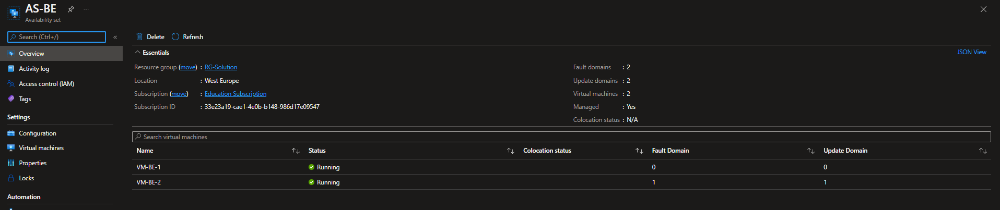 AS-BE
Availability set
Search (Ctrl+/)
«
Overview
Activity log
Access control (IAM)
Tags
Settings
Configuration
Virtual machines
Properties
Locks
Automation
Delete Refresh
Essentials
JSON View
Resource group (move) : RG-Solution
Location : West Europe
Subscription (move) : Education Subscription
Subscription ID : 33e23a19-cae1-4e0b-b148-986d17e09547
Fault domains : 2
Update domains : 2
Virtual machines : 2
Managed : Yes
Colocation status : N/A
Search virtual machines
Name Status Colocation status Fault Domain Update Domain
VM-BE-1 Running 0 0
VM-BE-2 Running 1 1